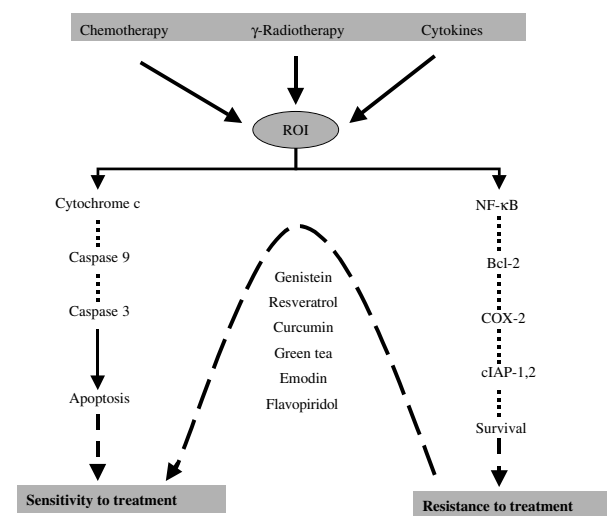 Chemotherapy γ-Radiotherapy Cytokines
ROI
Cytochrome c
Caspase 9
Caspase 3
Apoptosis
Sensitivity to treatment
Genistein
Resveratrol
Curcumin
Green tea
Emodin
Flavopiridol
NF-κB
Bcl-2
COX-2
cIAP-1,2
Survival
Resistance to treatment